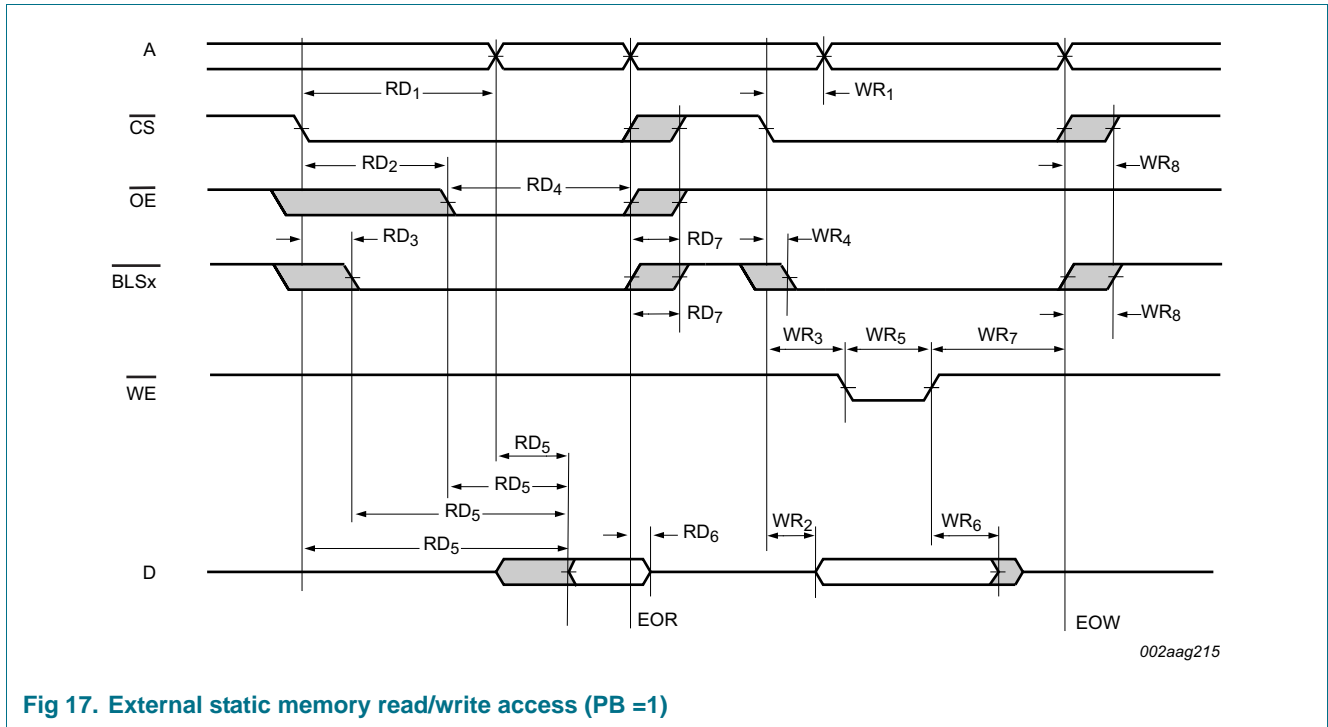 A
RD1
WR1
CS
RD2
WR8
RD4
OE
RD3
RD7
WR4
BLSx
RD7
WR8
WR3
WR5
WR7
WE
RD5
RD5
RD5
WR2
WR6
RD6
RD5
D
EOR
EOW
002aag215
Fig 17. External static memory read/write access (PB =1)